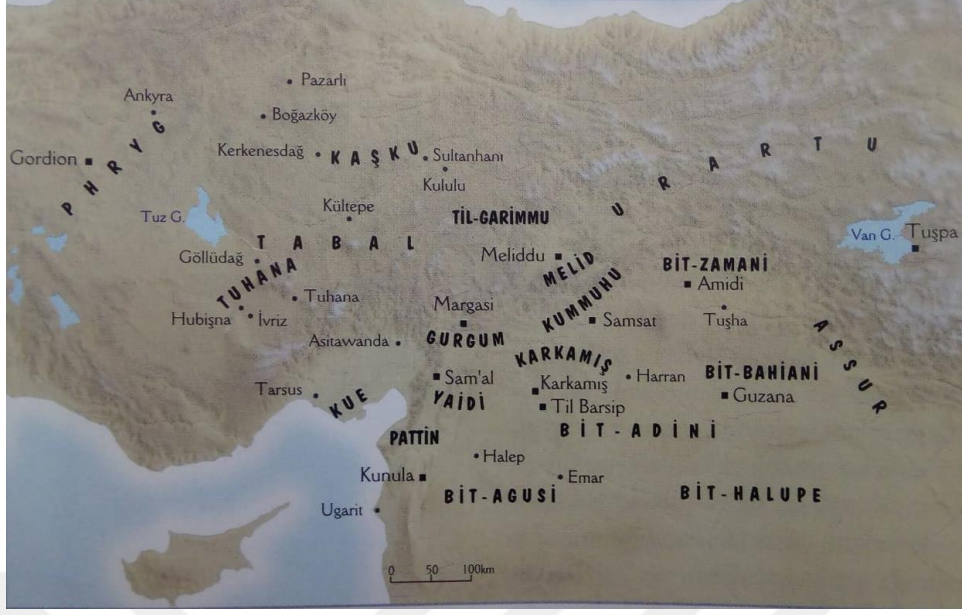 Pazarlı
Ankyra
Boğazköy
Gordion
PHRYG
Kerkenesdağ
KAŞKU
Sultanhanı
Kululu
URARTU
Tuz G.
Kültepe
TİL-GARİMMU
Van G.
Tuşpa
TABAL
Göllüdağ
Meliddu
MELİD
BİT-ZAMANİ
Amidi
TUHANA
Tuhana
Margasi
KUMMUHU
Hubişna
İvriz
Samsat
Tuşha
Asitawanda
GURGUM
ASSUR
KARKAMIŞ
Sam'al
Karkamış
Harran
BİT-BAHİANİ
Tarsus
KUE
YAİDİ
Til Barsip
Guzana
PATTİN
BİT-ADİNİ
Halep
Kunula
Emar
BİT-AGUSİ
BİT-HALUPE
Ugarit
0 50 100km